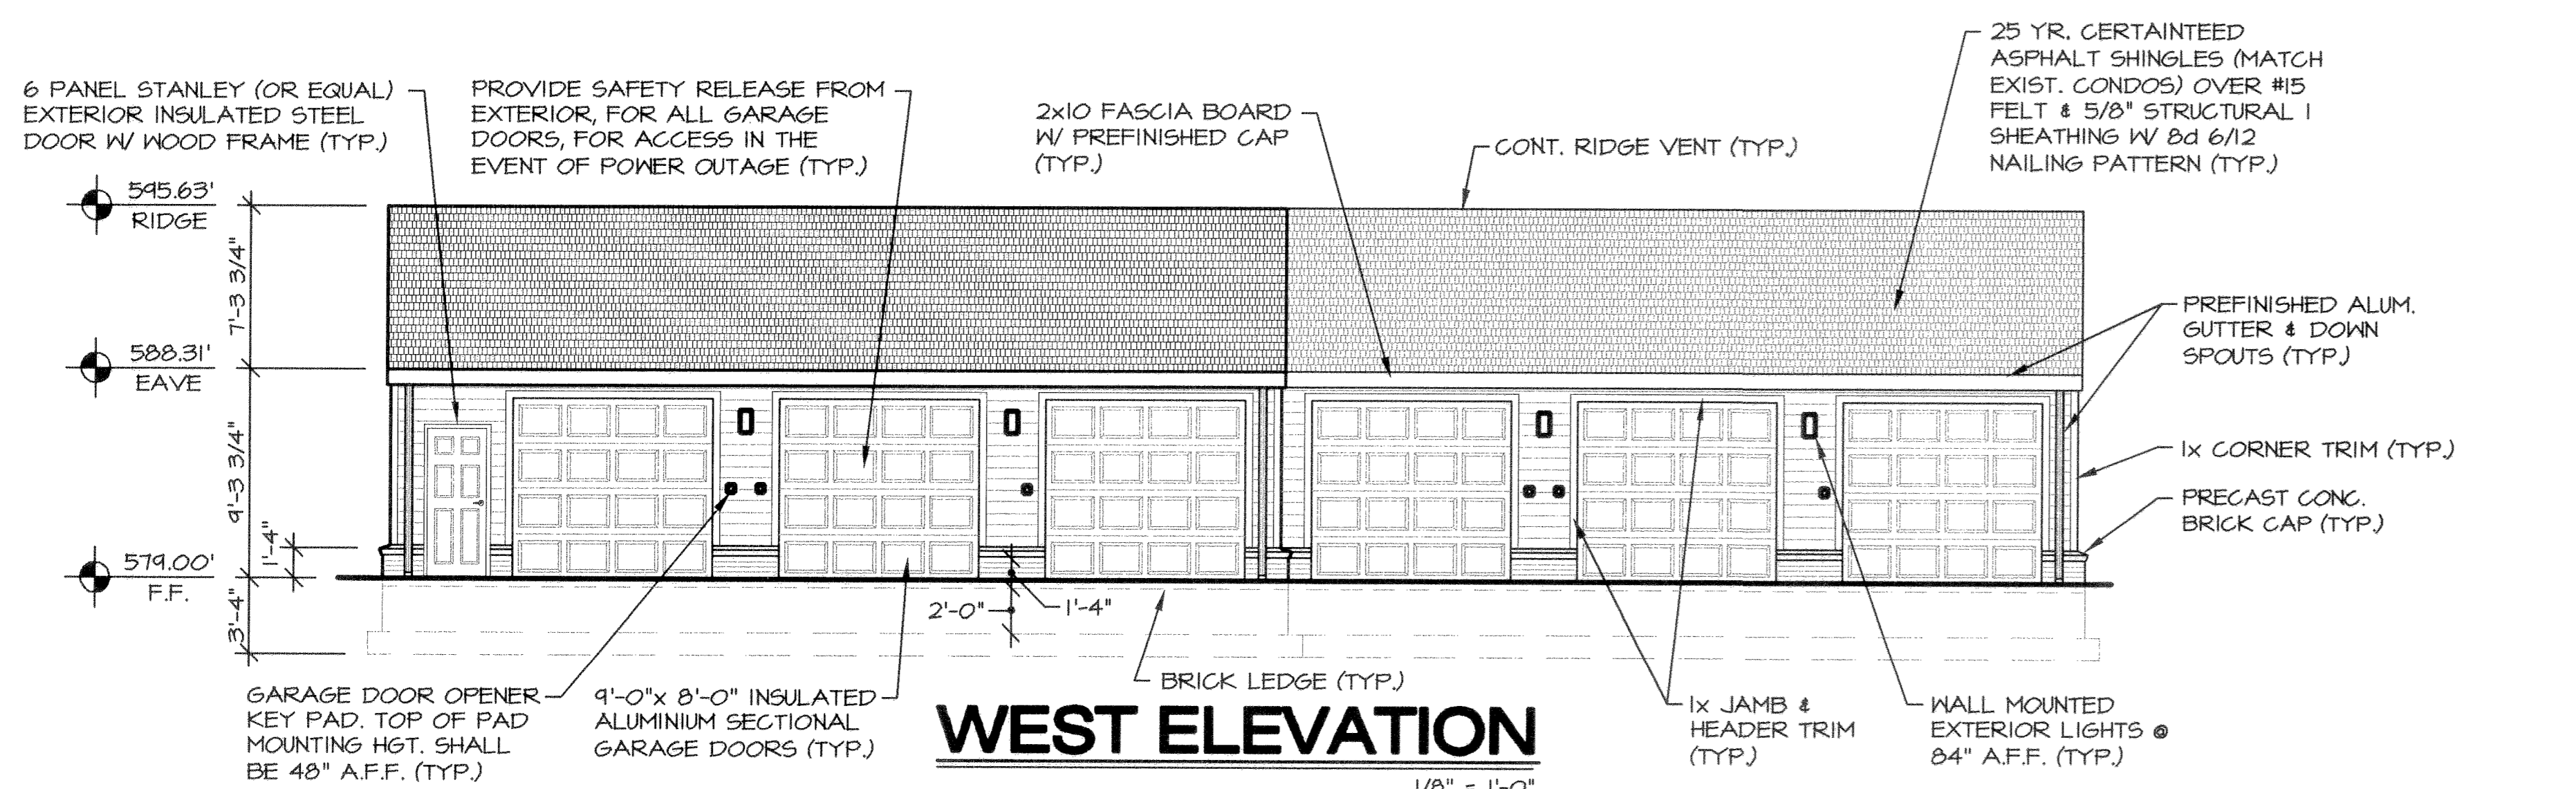 6 PANEL STANLEY (OR EQUAL)
EXTERIOR INSULATED STEEL
DOOR W/ WOOD FRAME (TYP.)
PROVIDE SAFETY RELEASE FROM
EXTERIOR, FOR ALL GARAGE
DOORS, FOR ACCESS IN THE
EVENT OF POWER OUTAGE (TYP.)
2x10 FASCIA BOARD
W/ PREFINISHED CAP
(TYP.)
CONT. RIDGE VENT (TYP.)
25 YR. CERTAINTEED
ASPHALT SHINGLES (MATCH
EXIST. CONDOS) OVER #15
FELT & 5/8" STRUCTURAL 1
SHEATHING W/ 8d 6/12
NAILING PATTERN (TYP.)
595.63'
RIDGE
7'-3 3/4"
588.31'
EAVE
9'-3 3/4"
1'-4"
579.00'
F.F.
3'-4"
PREFINISHED ALUM.
GUTTER & DOWN
SPOUTS (TYP.)
1x CORNER TRIM (TYP.)
PRECAST CONC.
BRICK CAP (TYP.)
2'-0"
1'-4"
GARAGE DOOR OPENER
KEY PAD. TOP OF PAD
MOUNTING HGT. SHALL
BE 48" A.F.F. (TYP.)
9'-0"x 8'-0" INSULATED
ALUMINIUM SECTIONAL
GARAGE DOORS (TYP.)
BRICK LEDGE (TYP.)
1x JAMB &
HEADER TRIM
(TYP.)
WALL MOUNTED
EXTERIOR LIGHTS @
84" A.F.F. (TYP.)
WEST ELEVATION
1/8" = 1'-0"